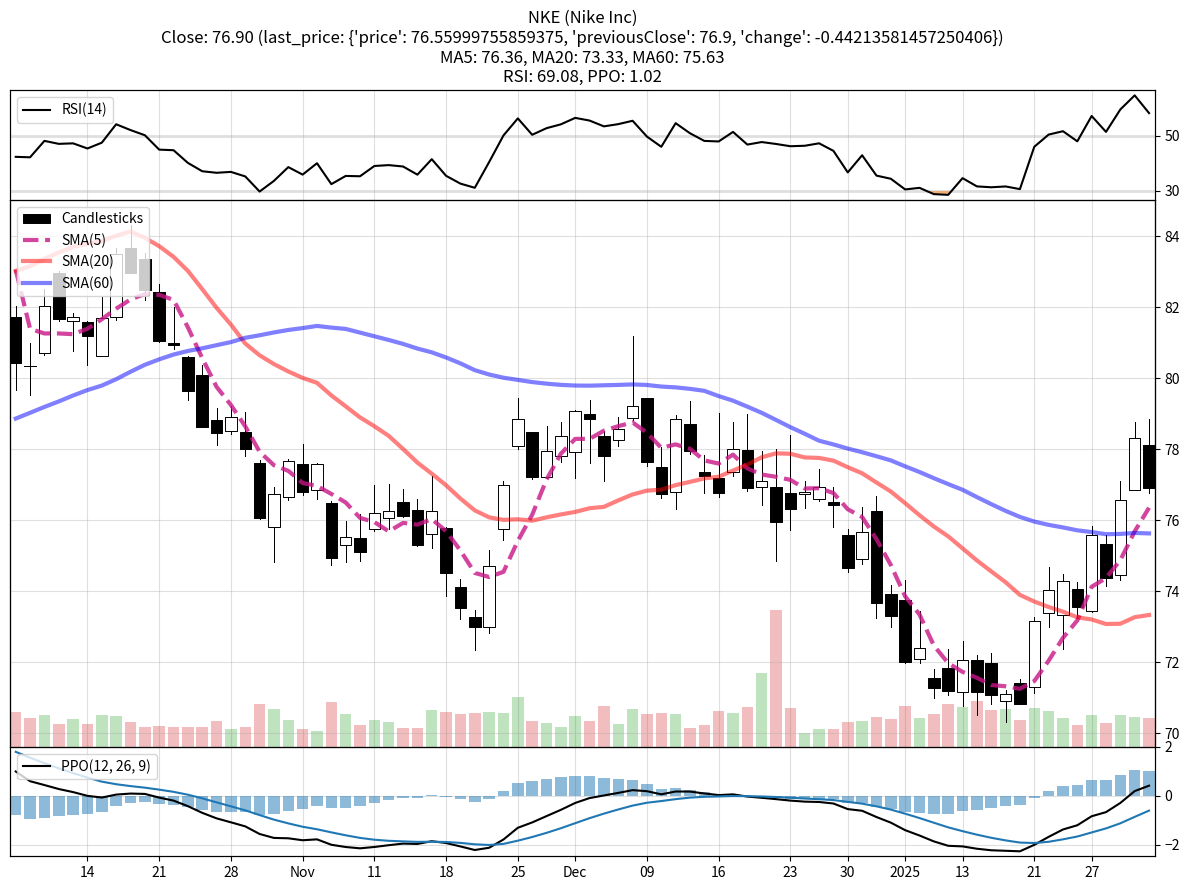 NKE (Nike Inc)
Close: 76.90 (last_price: {'price': 76.55999755859375, 'previousClose': 76.9, 'change': -0.44213581457250406})
MA5: 76.36, MA20: 73.33, MA60: 75.63
RSI: 69.08, PPO: 1.02
RSI(14)
50
30
Candlesticks
SMA(5)
SMA(20)
SMA(60)
84
82
80
78
76
74
72
70
PPO(12, 26, 9)
2
0
−2
14 21 28 Nov 11 18 25 Dec 09 16 23 30 2025 13 21 27